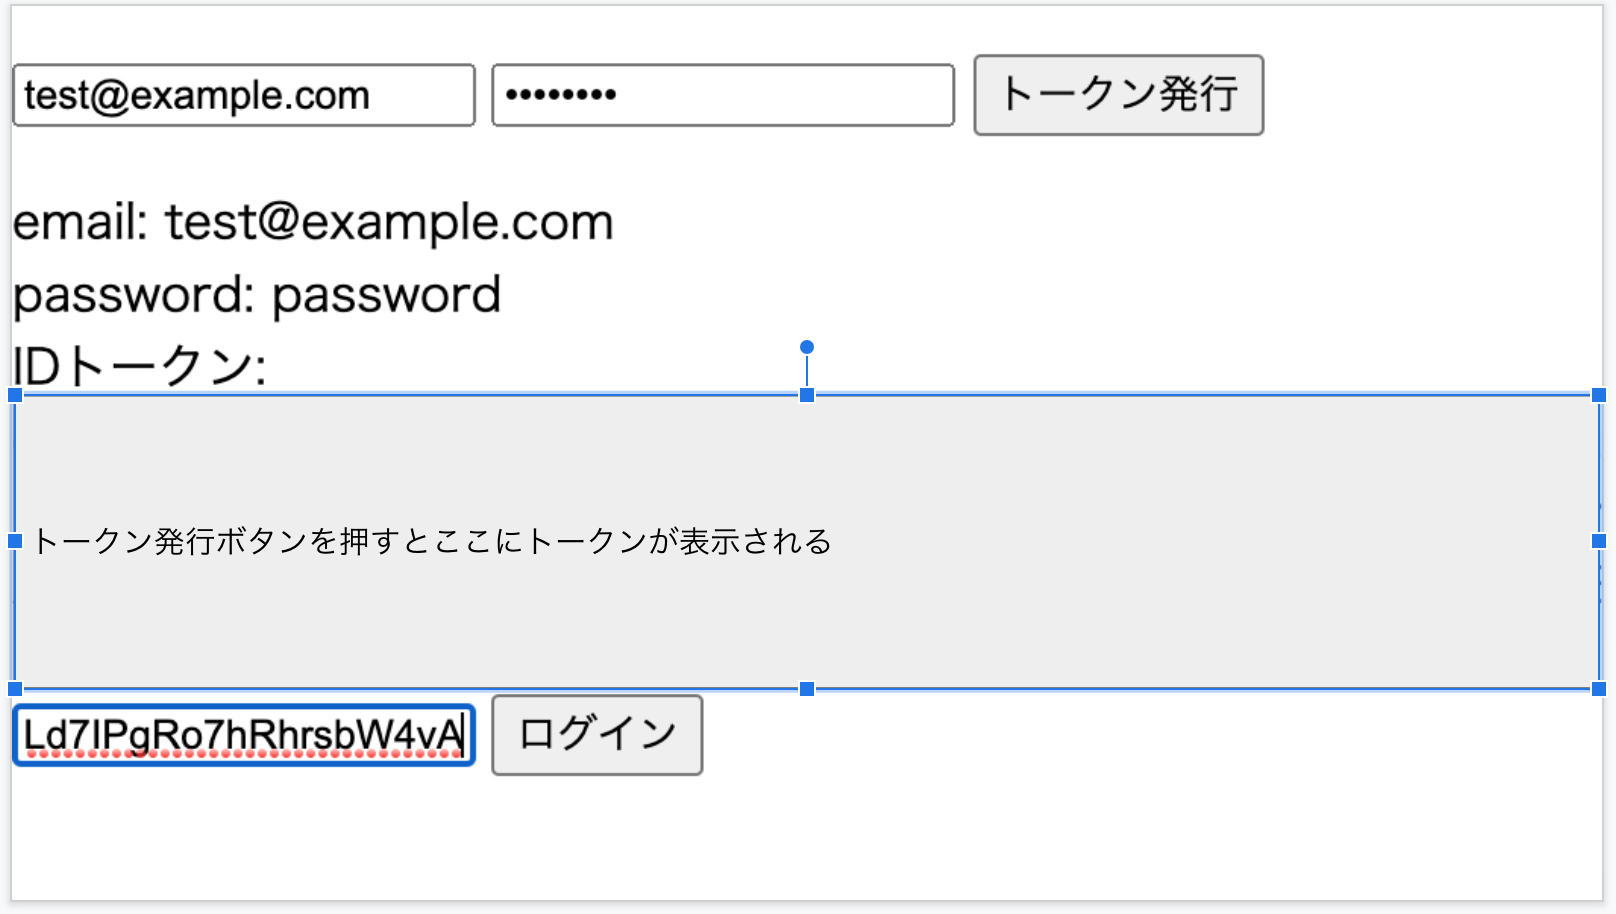 test@example.com •••••••• トークン発行
email: test@example.com
password: password
IDトークン:
トークン発行ボタンを押すとここにトークンが表示される
Ld7IPgRo7hRhrsbW4vA ログイン